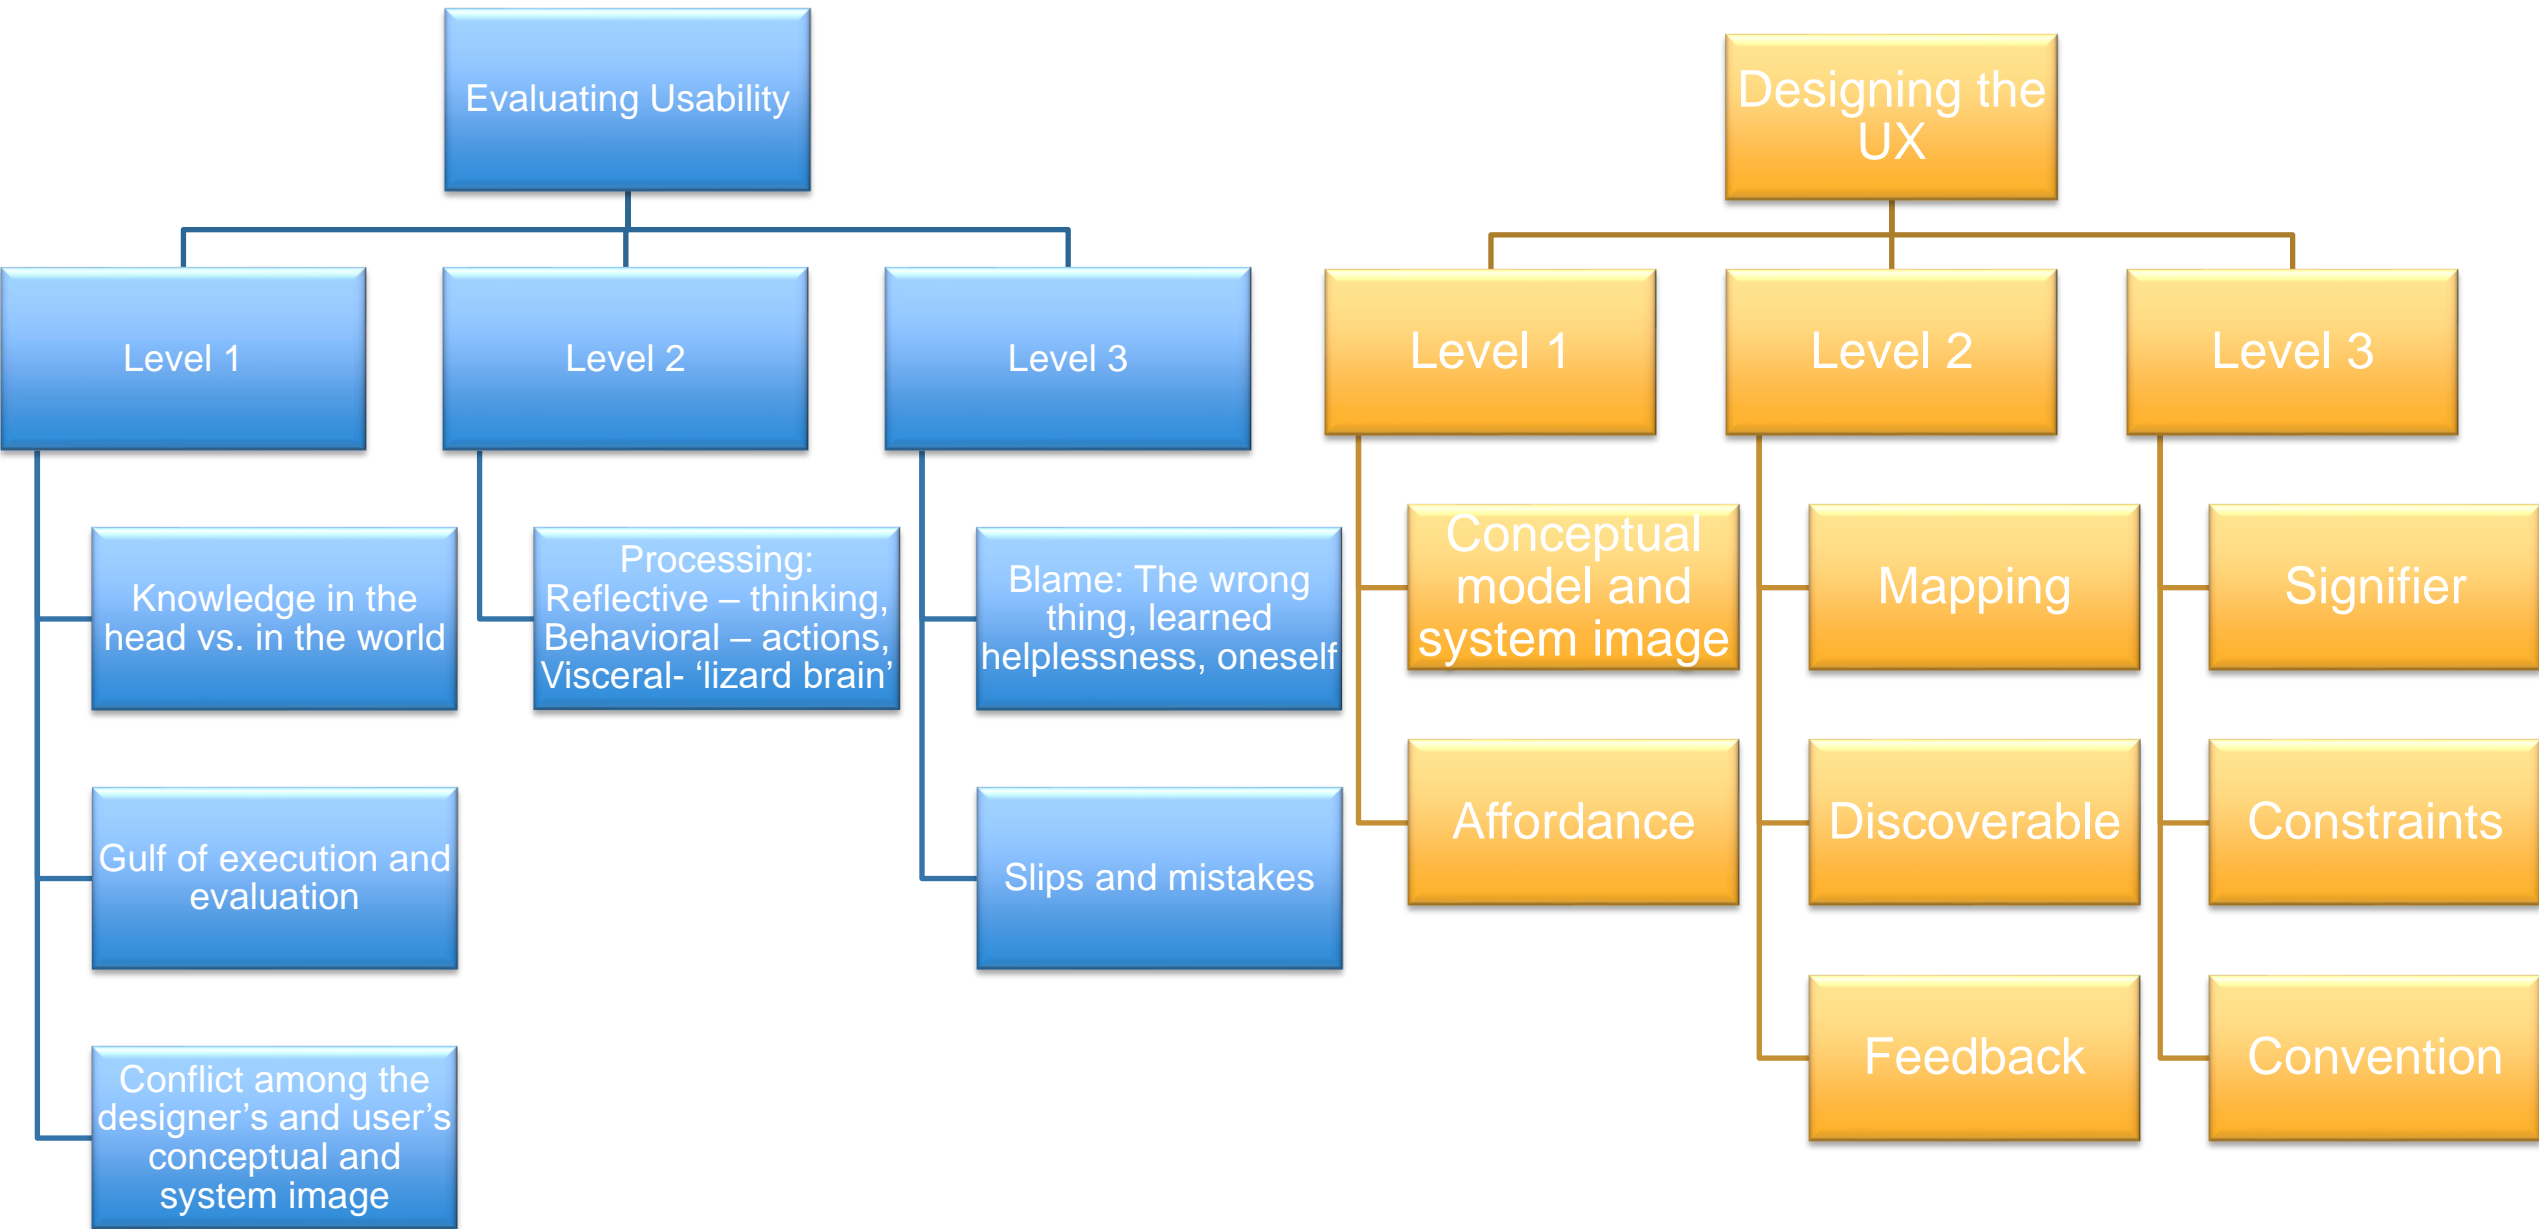 Evaluating Usability
Level 1
Knowledge in the
head vs. in the world
Gulf of execution and
evaluation
Conflict among the
designer’s and user’s
conceptual and
system image
Level 2
Processing:
Reflective – thinking,
Behavioral – actions,
Visceral- ‘lizard brain’
Level 3
Blame: The wrong
thing, learned
helplessness, oneself
Slips and mistakes
Designing the
UX
Level 1
Conceptual
model and
system image
Affordance
Level 2
Mapping
Discoverable
Feedback
Level 3
Signifier
Constraints
Convention